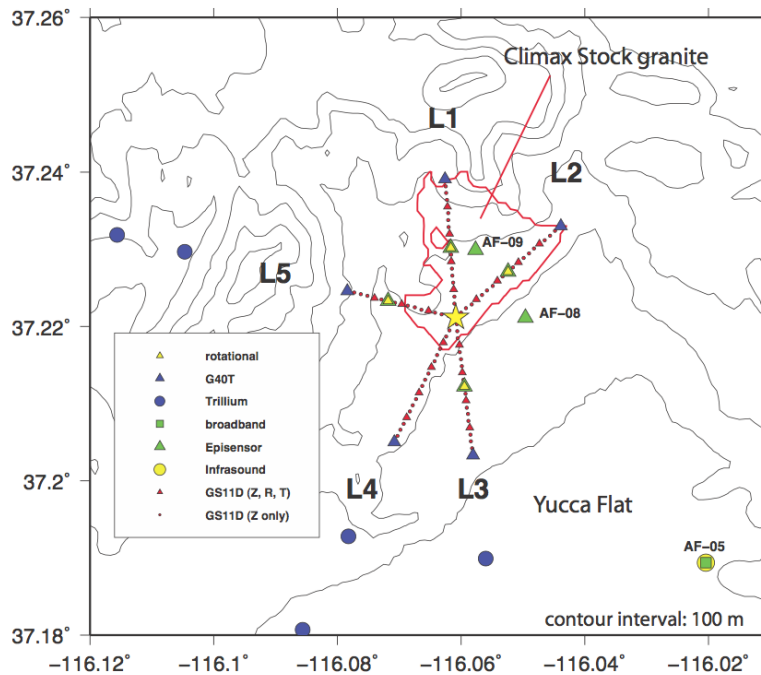 37.26°
Climax Stock granite
L1
37.24°
L2
AF-09
L5
37.22°
AF-08
rotational
G40T
Trillium
broadband
Episensor
Infrasound
GS11D (Z, R, T)
GS11D (Z only)
37.2°
L4
L3
Yucca Flat
AF-05
contour interval: 100 m
37.18°
-116.12°
-116.1°
-116.08°
-116.06°
-116.04°
-116.02°